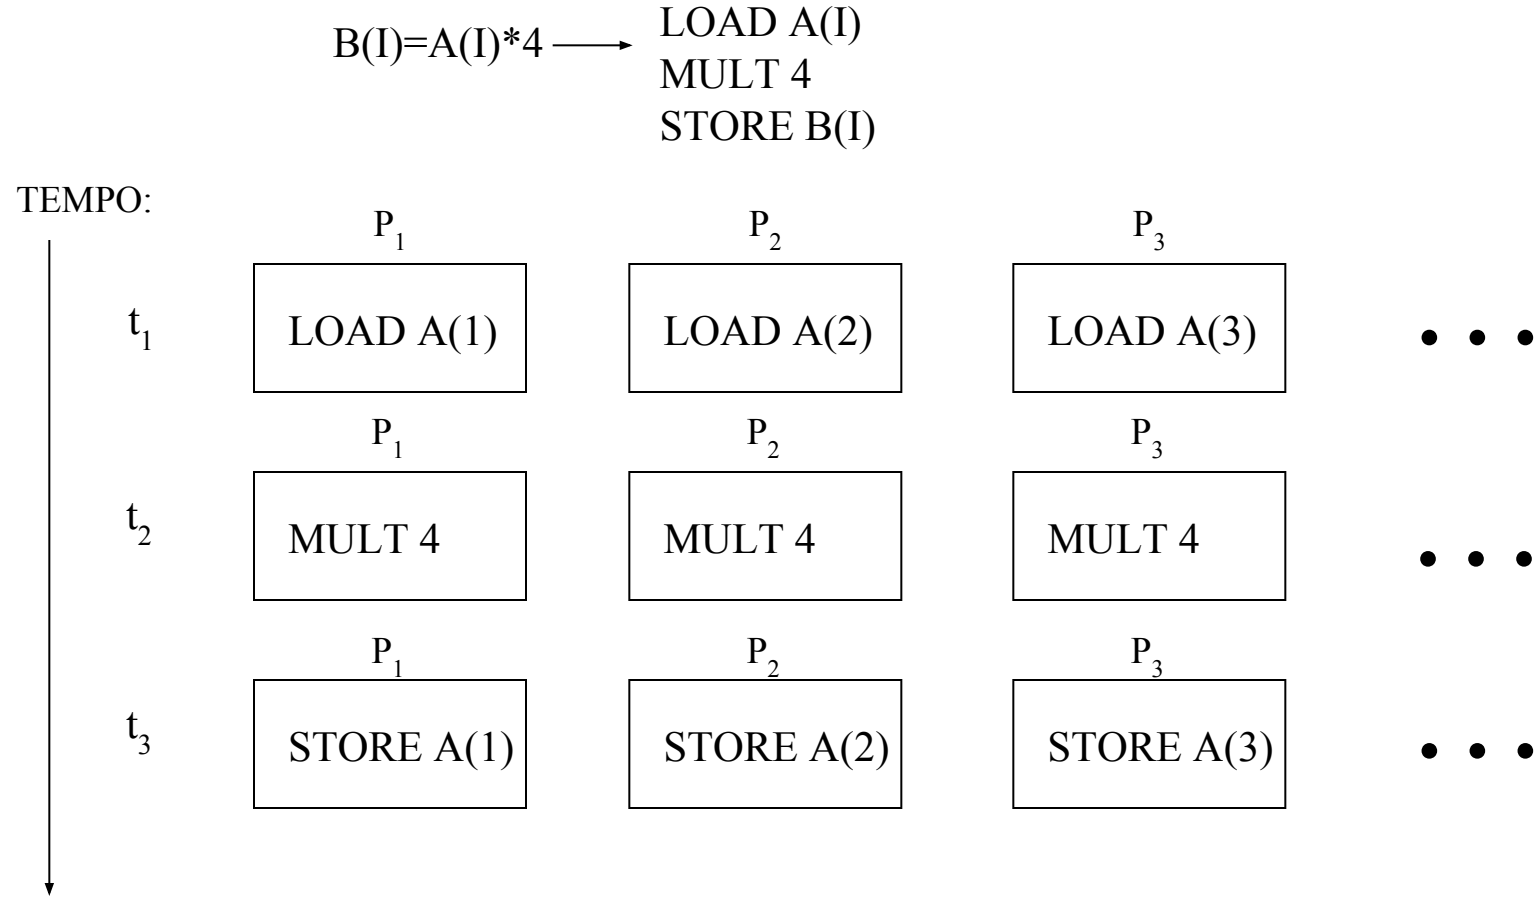 LOAD A(I)
B(I)=A(I)*4
MULT 4
STORE B(I)
TEMPO:
P1 P2 P3
t1 LOAD A(1) LOAD A(2) LOAD A(3) • • •
P1 P2 P3
t2 MULT 4 MULT 4 MULT 4 • • •
P1 P2 P3
t3 STORE A(1) STORE A(2) STORE A(3) • • •